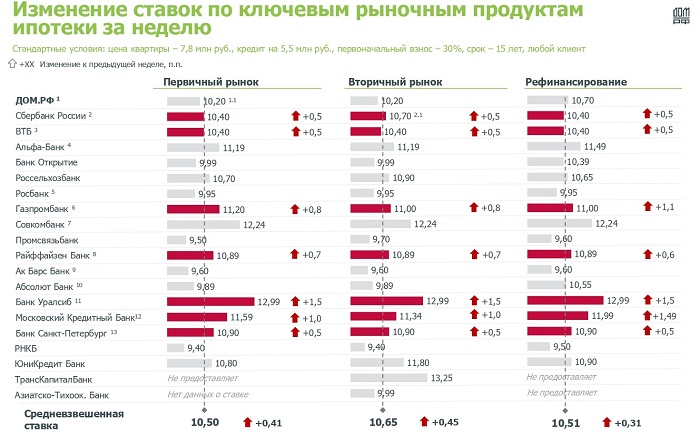 Изменение ставок по ключевым рыночным продуктам
ипотеки за неделю
ДОМ.РФ
Стандартные условия: цена квартиры – 7,8 млн руб., кредит на 5,5 млн руб., первоначальный взнос – 30%, срок – 15 лет, любой клиент
+XX Изменение к предыдущей неделе, п.п.
Первичный рынок Вторичный рынок Рефинансирование
ДОМ.РФ 1 10,20 1.1 10,20 10,70
Сбербанк России 2 10,40 +0,5 10,70 2.1 +0,5 10,40 +0,5
ВТБ 3 10,40 +0,5 10,40 +0,5 10,40 +0,5
Альфа-Банк 4 11,19 11,19 11,49
Банк Открытие 9,99 9,99 10,39
Россельхозбанк 10,70 10,90 10,65
Росбанк 5 9,95 9,95 9,95
Газпромбанк 6 11,20 +0,8 11,00 +0,8 11,00 +1,1
Совкомбанк 7 12,24 12,24 12,24
Промсвязьбанк 9,50 9,70 9,60
Райффайзен Банк 8 10,89 +0,7 10,89 +0,7 10,89 +0,6
Ак Барс Банк 9 9,60 9,60 9,60
Абсолют Банк 10 9,89 9,89 10,55
Банк Уралсиб 11 12,99 +1,5 12,99 +1,5 12,99 +1,5
Московский Кредитный Банк12 11,59 +1,0 11,34 +1,0 11,99 +1,49
Банк Санкт-Петербург 13 10,90 +0,5 10,90 +0,5 10,90 +0,5
РНКБ 9,40 9,40 9,50
ЮниКредит Банк 10,80 11,80 10,90
ТрансКапиталБанк Не предоставляет 13,25 Не предоставляет
Азиатско-Тихоок. Банк Нет данных о ставке 9,99 Не предоставляет
Средневзвешенная
ставка 10,50 +0,41 10,65 +0,45 10,51 +0,31